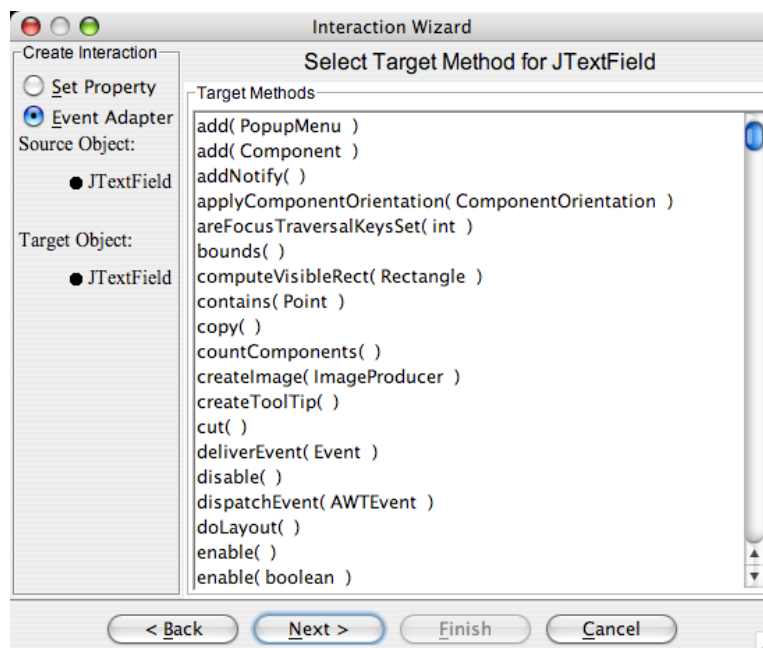 Interaction Wizard
Create Interaction
Set Property
Event Adapter
Source Object:
JTextField
Target Object:
JTextField
Select Target Method for JTextField
Target Methods
add( PopupMenu )
add( Component )
addNotify( )
applyComponentOrientation( ComponentOrientation )
areFocusTraversalKeysSet( int )
bounds( )
computeVisibleRect( Rectangle )
contains( Point )
copy( )
countComponents( )
createImage( ImageProducer )
createToolTip( )
cut( )
deliverEvent( Event )
disable( )
dispatchEvent( AWTEvent )
doLayout( )
enable( )
enable( boolean )
< Back Next > Finish Cancel